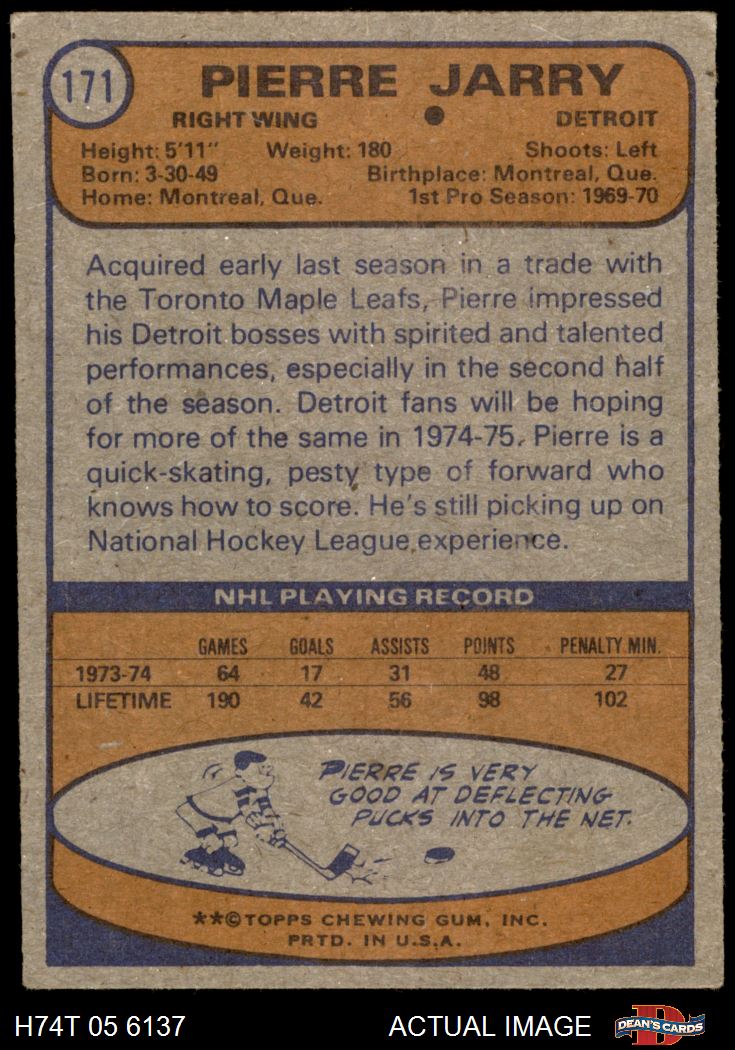 171
PIERRE JARRY
RIGHT WING • DETROIT
Height: 5'11" Weight: 180 Shoots: Left
Born: 3-30-49 Birthplace: Montreal, Que.
Home: Montreal, Que. 1st Pro Season: 1969-70
Acquired early last season in a trade with
the Toronto Maple Leafs, Pierre impressed
his Detroit bosses with spirited and talented
performances, especially in the second half
of the season. Detroit fans will be hoping
for more of the same in 1974-75. Pierre is a
quick-skating, pesty type of forward who
knows how to score. He's still picking up on
National Hockey League experience.
NHL PLAYING RECORD
GAMES GOALS ASSISTS POINTS PENALTY MIN.
1973-74 64 17 31 48 27
LIFETIME 190 42 56 98 102
PIERRE IS VERY
GOOD AT DEFLECTING
PUCKS INTO THE NET.
**©TOPPS CHEWING GUM, INC.
PRTD. IN U.S.A.
H74T 05 6137 ACTUAL IMAGE D DEAN'S CARDS